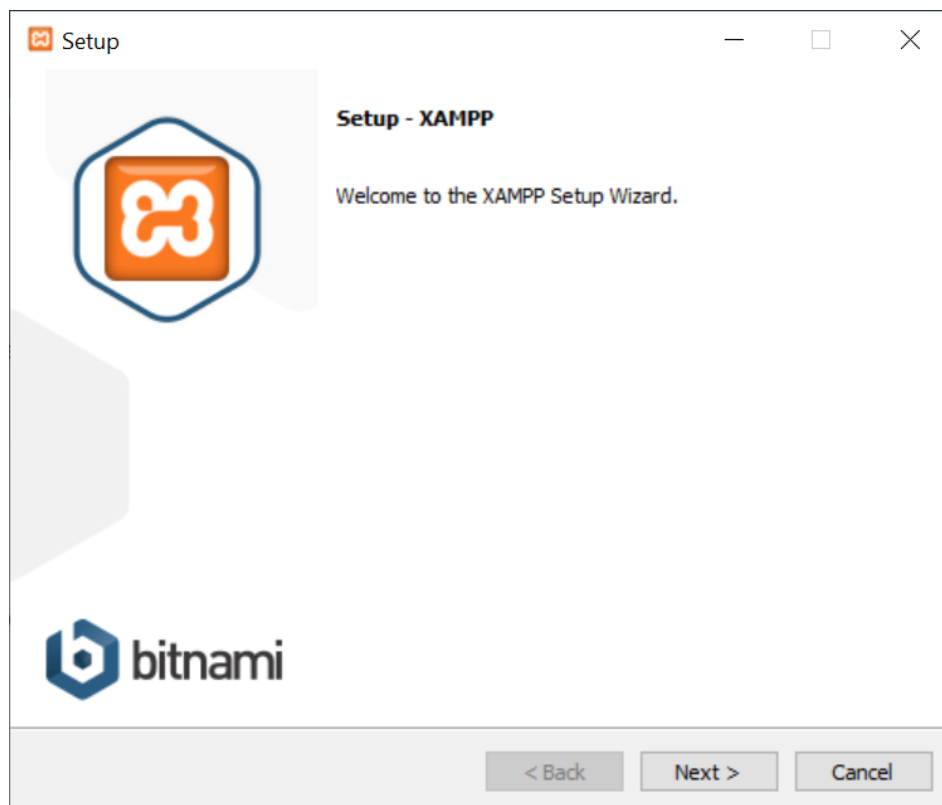 Setup
Setup - XAMPP
Welcome to the XAMPP Setup Wizard.
bitnami
< Back
Next >
Cancel